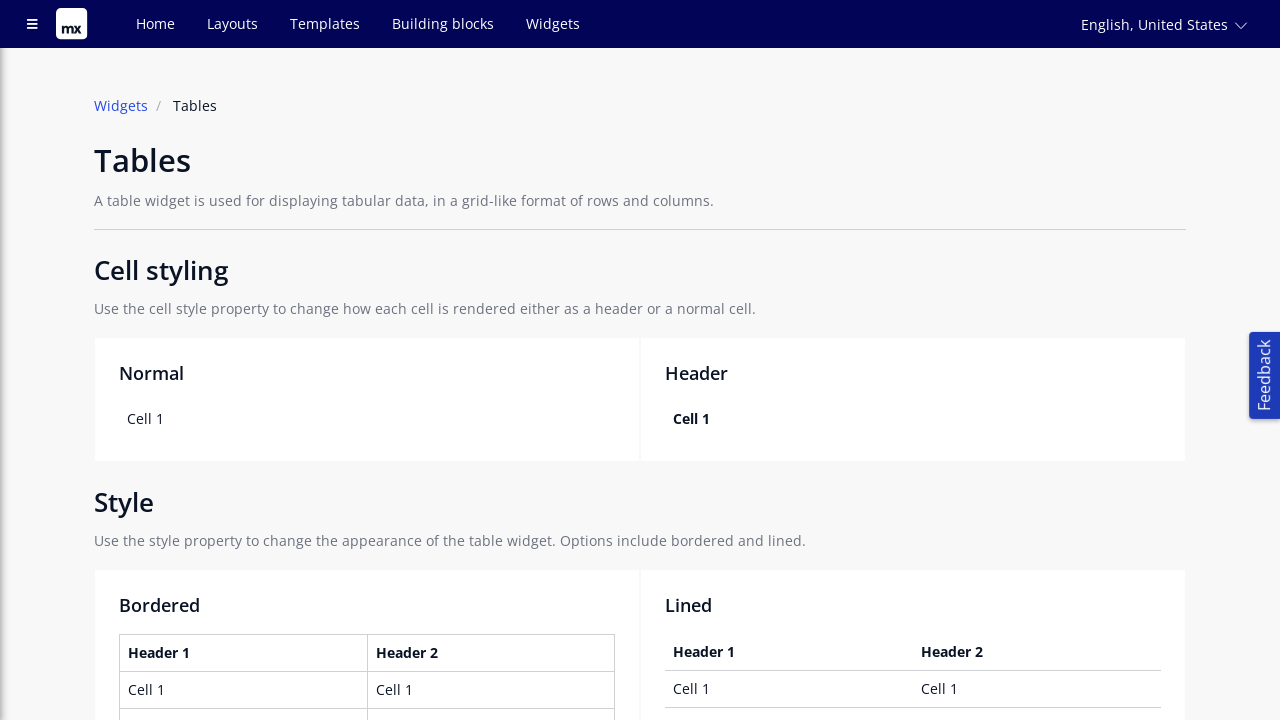 mx Home Layouts Templates Building blocks Widgets English, United States
Widgets / Tables
Tables
A table widget is used for displaying tabular data, in a grid-like format of rows and columns.
Cell styling
Use the cell style property to change how each cell is rendered either as a header or a normal cell.
Normal Header
Cell 1 Cell 1
Feedback
Style
Use the style property to change the appearance of the table widget. Options include bordered and lined.
Bordered Lined
Header 1 Header 2 Header 1 Header 2
Cell 1 Cell 1 Cell 1 Cell 1